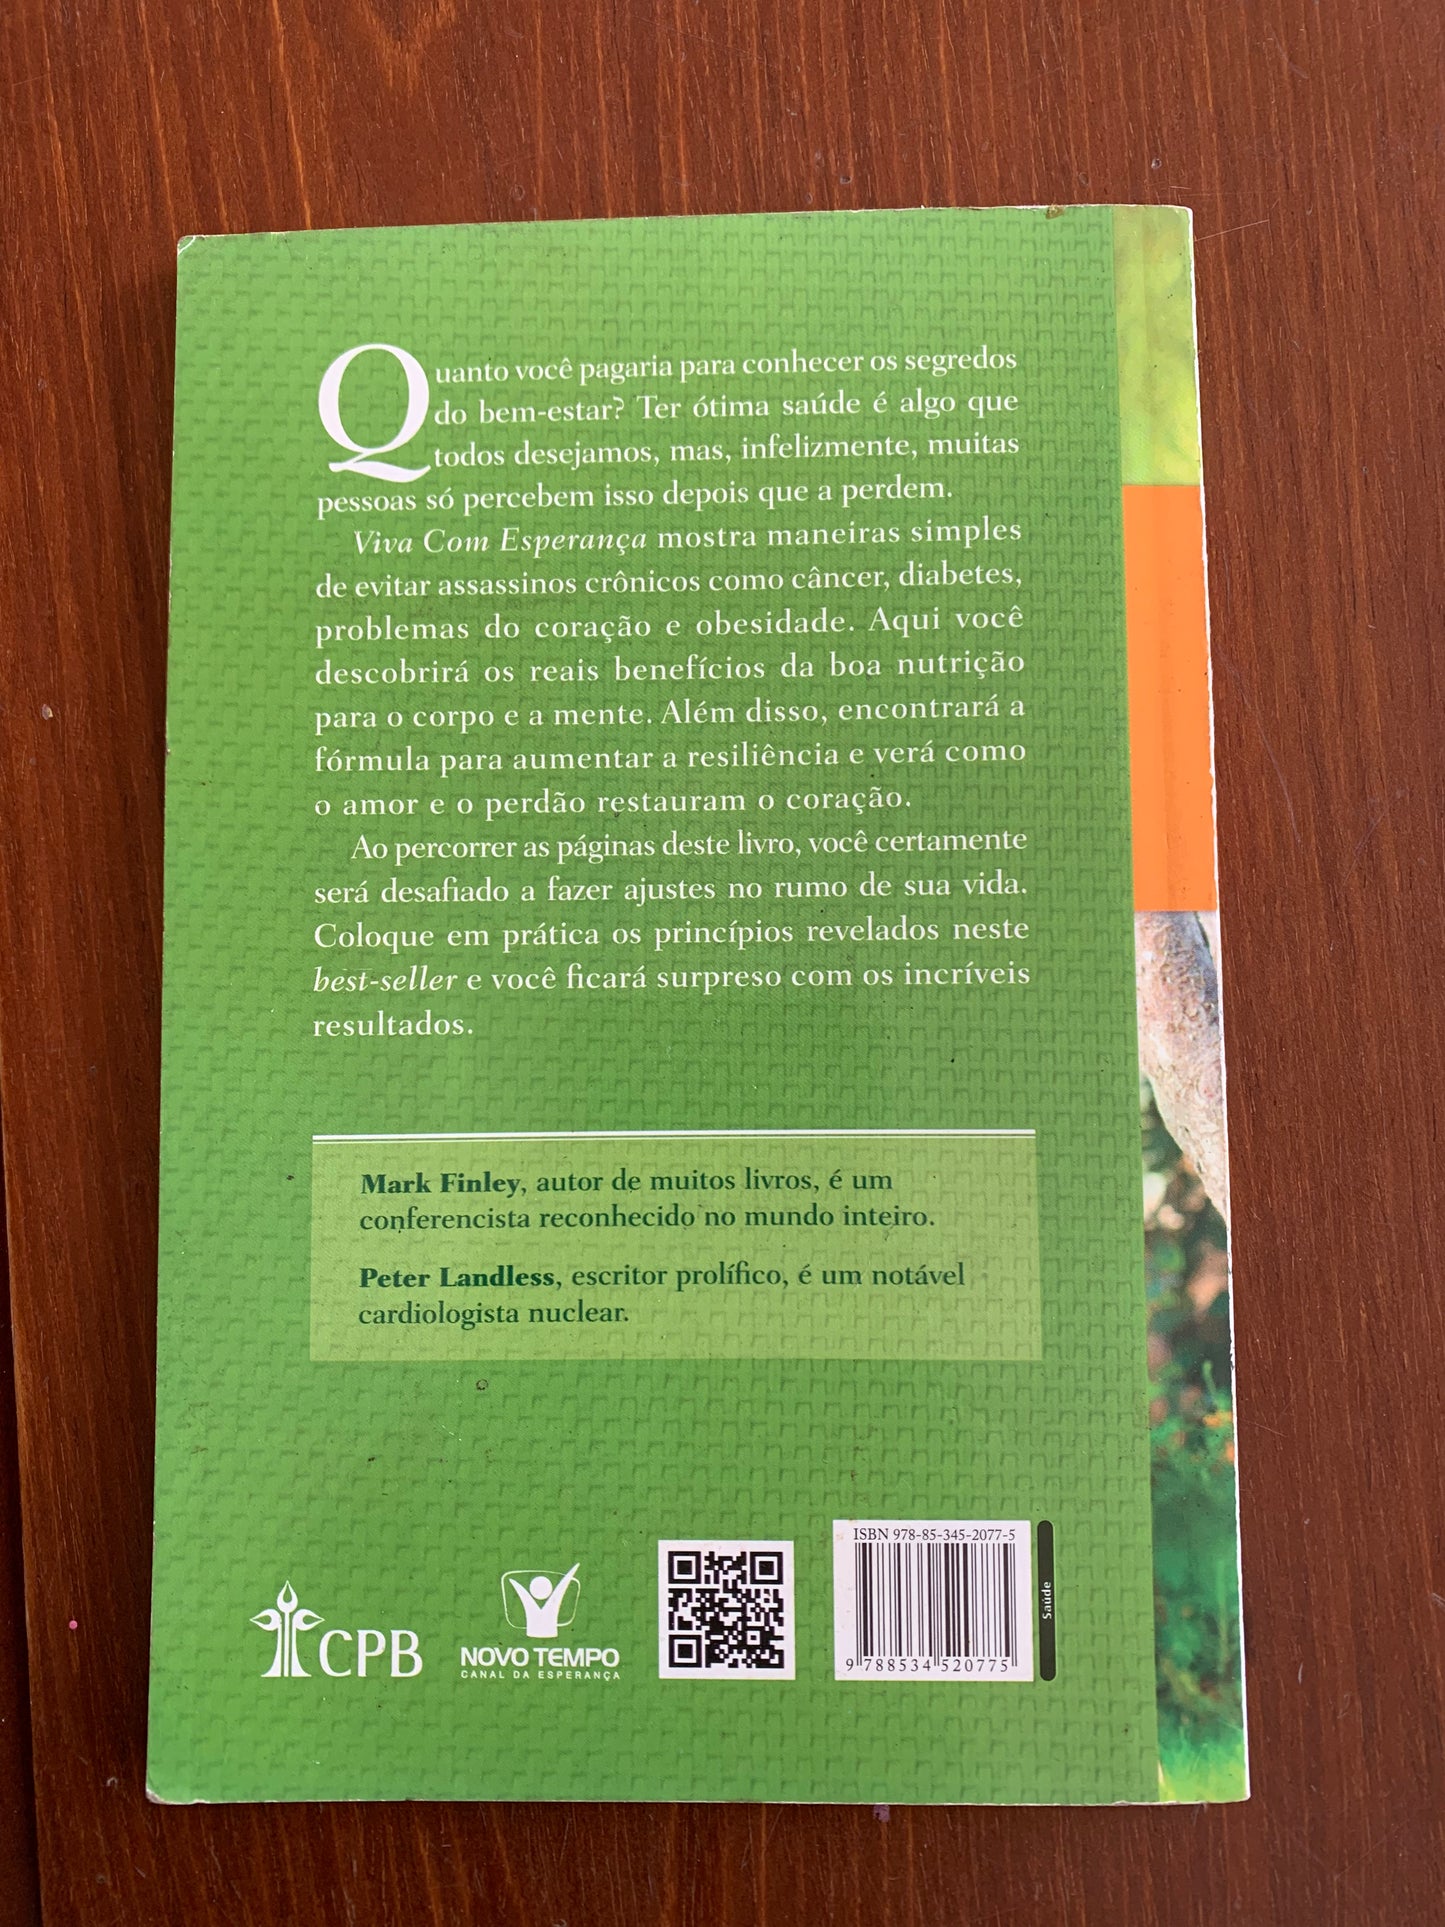 Quanto você pagaria para conhecer os segredos
do bem-estar? Ter ótima saúde é algo que
todos desejamos, mas, infelizmente, muitas
pessoas só percebem isso depois que a perdem.
Viva Com Esperança mostra maneiras simples
de evitar assassinos crônicos como câncer, diabetes,
problemas do coração e obesidade. Aqui você
descobrirá os reais benefícios da boa nutrição
para o corpo e a mente. Além disso, encontrará a
fórmula para aumentar a resiliência e verá como
o amor e o perdão restauram o coração.
Ao percorrer as páginas deste livro, você certamente
será desafiado a fazer ajustes no rumo de sua vida.
Coloque em prática os princípios revelados neste
best-seller e você ficará surpreso com os incríveis
resultados.
Mark Finley, autor de muitos livros, é um
conferencista reconhecido no mundo inteiro.
Peter Landless, escritor prolífico, é um notável
cardiologista nuclear.
CPB
NOVO TEMPO
CANAL DA ESPERANÇA
ISBN 978-85-345-2077-5
9 788534 520775
Saúde